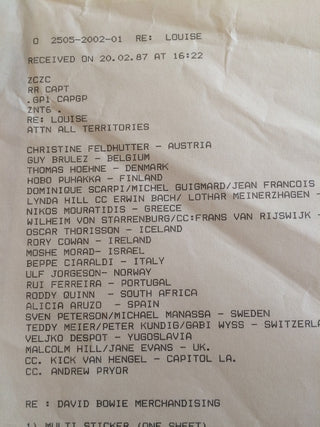 0 2505-2002-01 RE: LOUISE
RECEIVED ON 20.02.87 AT 16:22
ZCZC
RR CAPT
.GP1 CAPGP
ZNT6 .
RE: LOUISE
ATTN ALL TERRITORIES
CHRISTINE FELDHUTTER - AUSTRIA
GUY BRULEZ - BELGIUM
THOMAS HOEHNE - DENMARK
HOBO PUHAKKA - FINLAND
DOMINIQUE SCARPI/MICHEL GUIGMARD/JEAN FRANCOIS
LYNDA HILL CC ERWIN BACH/ LOTHAR MEINERZHAGEN -
NIKOS MOURATIDIS - GREECE
WILHEIM VON STARRENBURG/CC:FRANS VAN RIJSWIJK -
OSCAR THORISSON - ICELAND
RORY COWAN - IRELAND
MOSHE MORAD- ISRAEL
BEPPE CIARALDI - ITALY
ULF JORGESON- NORWAY
RUI FERREIRA - PORTUGAL
RODDY QUINN - SOUTH AFRICA
ALICIA ARUZO - SPAIN
SVEN PETERSON/MICHAEL MANASSA - SWEDEN
TEDDY MEIER/PETER KUNDIG/GABI WYSS - SWITZERLA
VELJKO DESPOT - YUGOSLAVIA
MALCOLM HILL/JANE EVANS - UK.
CC. KICK VAN HENGEL - CAPITOL LA.
CC. ANDREW PRYOR
RE : DAVID BOWIE MERCHANDISING
1) MULTI STICKER (ONE SHEET)